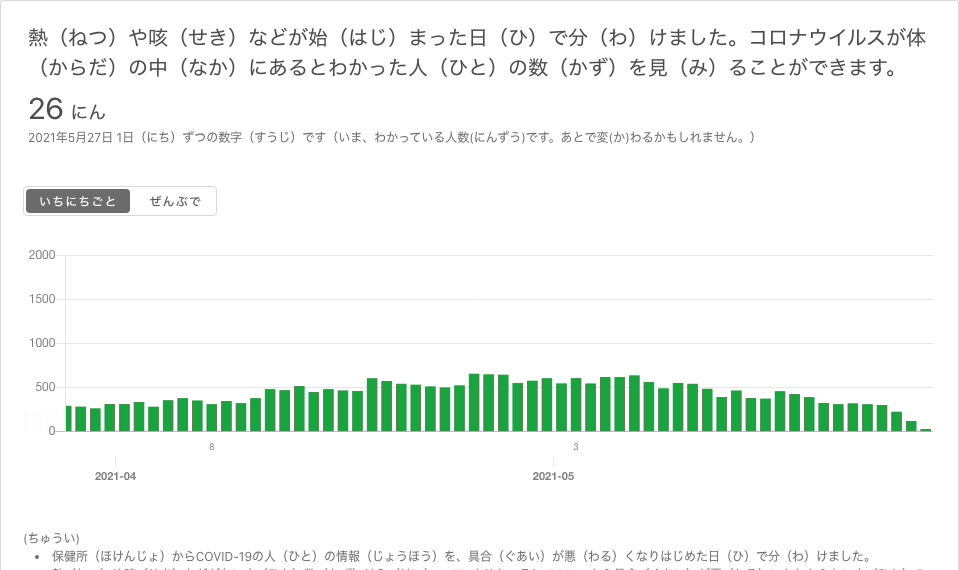 熱（ねつ）や咳（せき）などが始（はじ）まった日（ひ）で分（わ）けました。コロナウイルスが体
（からだ）の中（なか）にあるとわかった人（ひと）の数（かず）を見（み）ることができます。
26 にん
2021年5月27日 1日（にち）ずつの数字（すうじ）です（いま、わかっている人数(にんずう)です。あとで変(か)わるかもしれません。）
いちにちごと ぜんぶで
2000
1500
1000
500
0
8 3
2021-04 2021-05
(ちゅうい)
• 保健所（ほけんじょ）からCOVID-19の人（ひと）の情報（じょうほう）を、具合（ぐあい）が悪（わる）くなりはじめた日（ひ）で分（わ）けました。